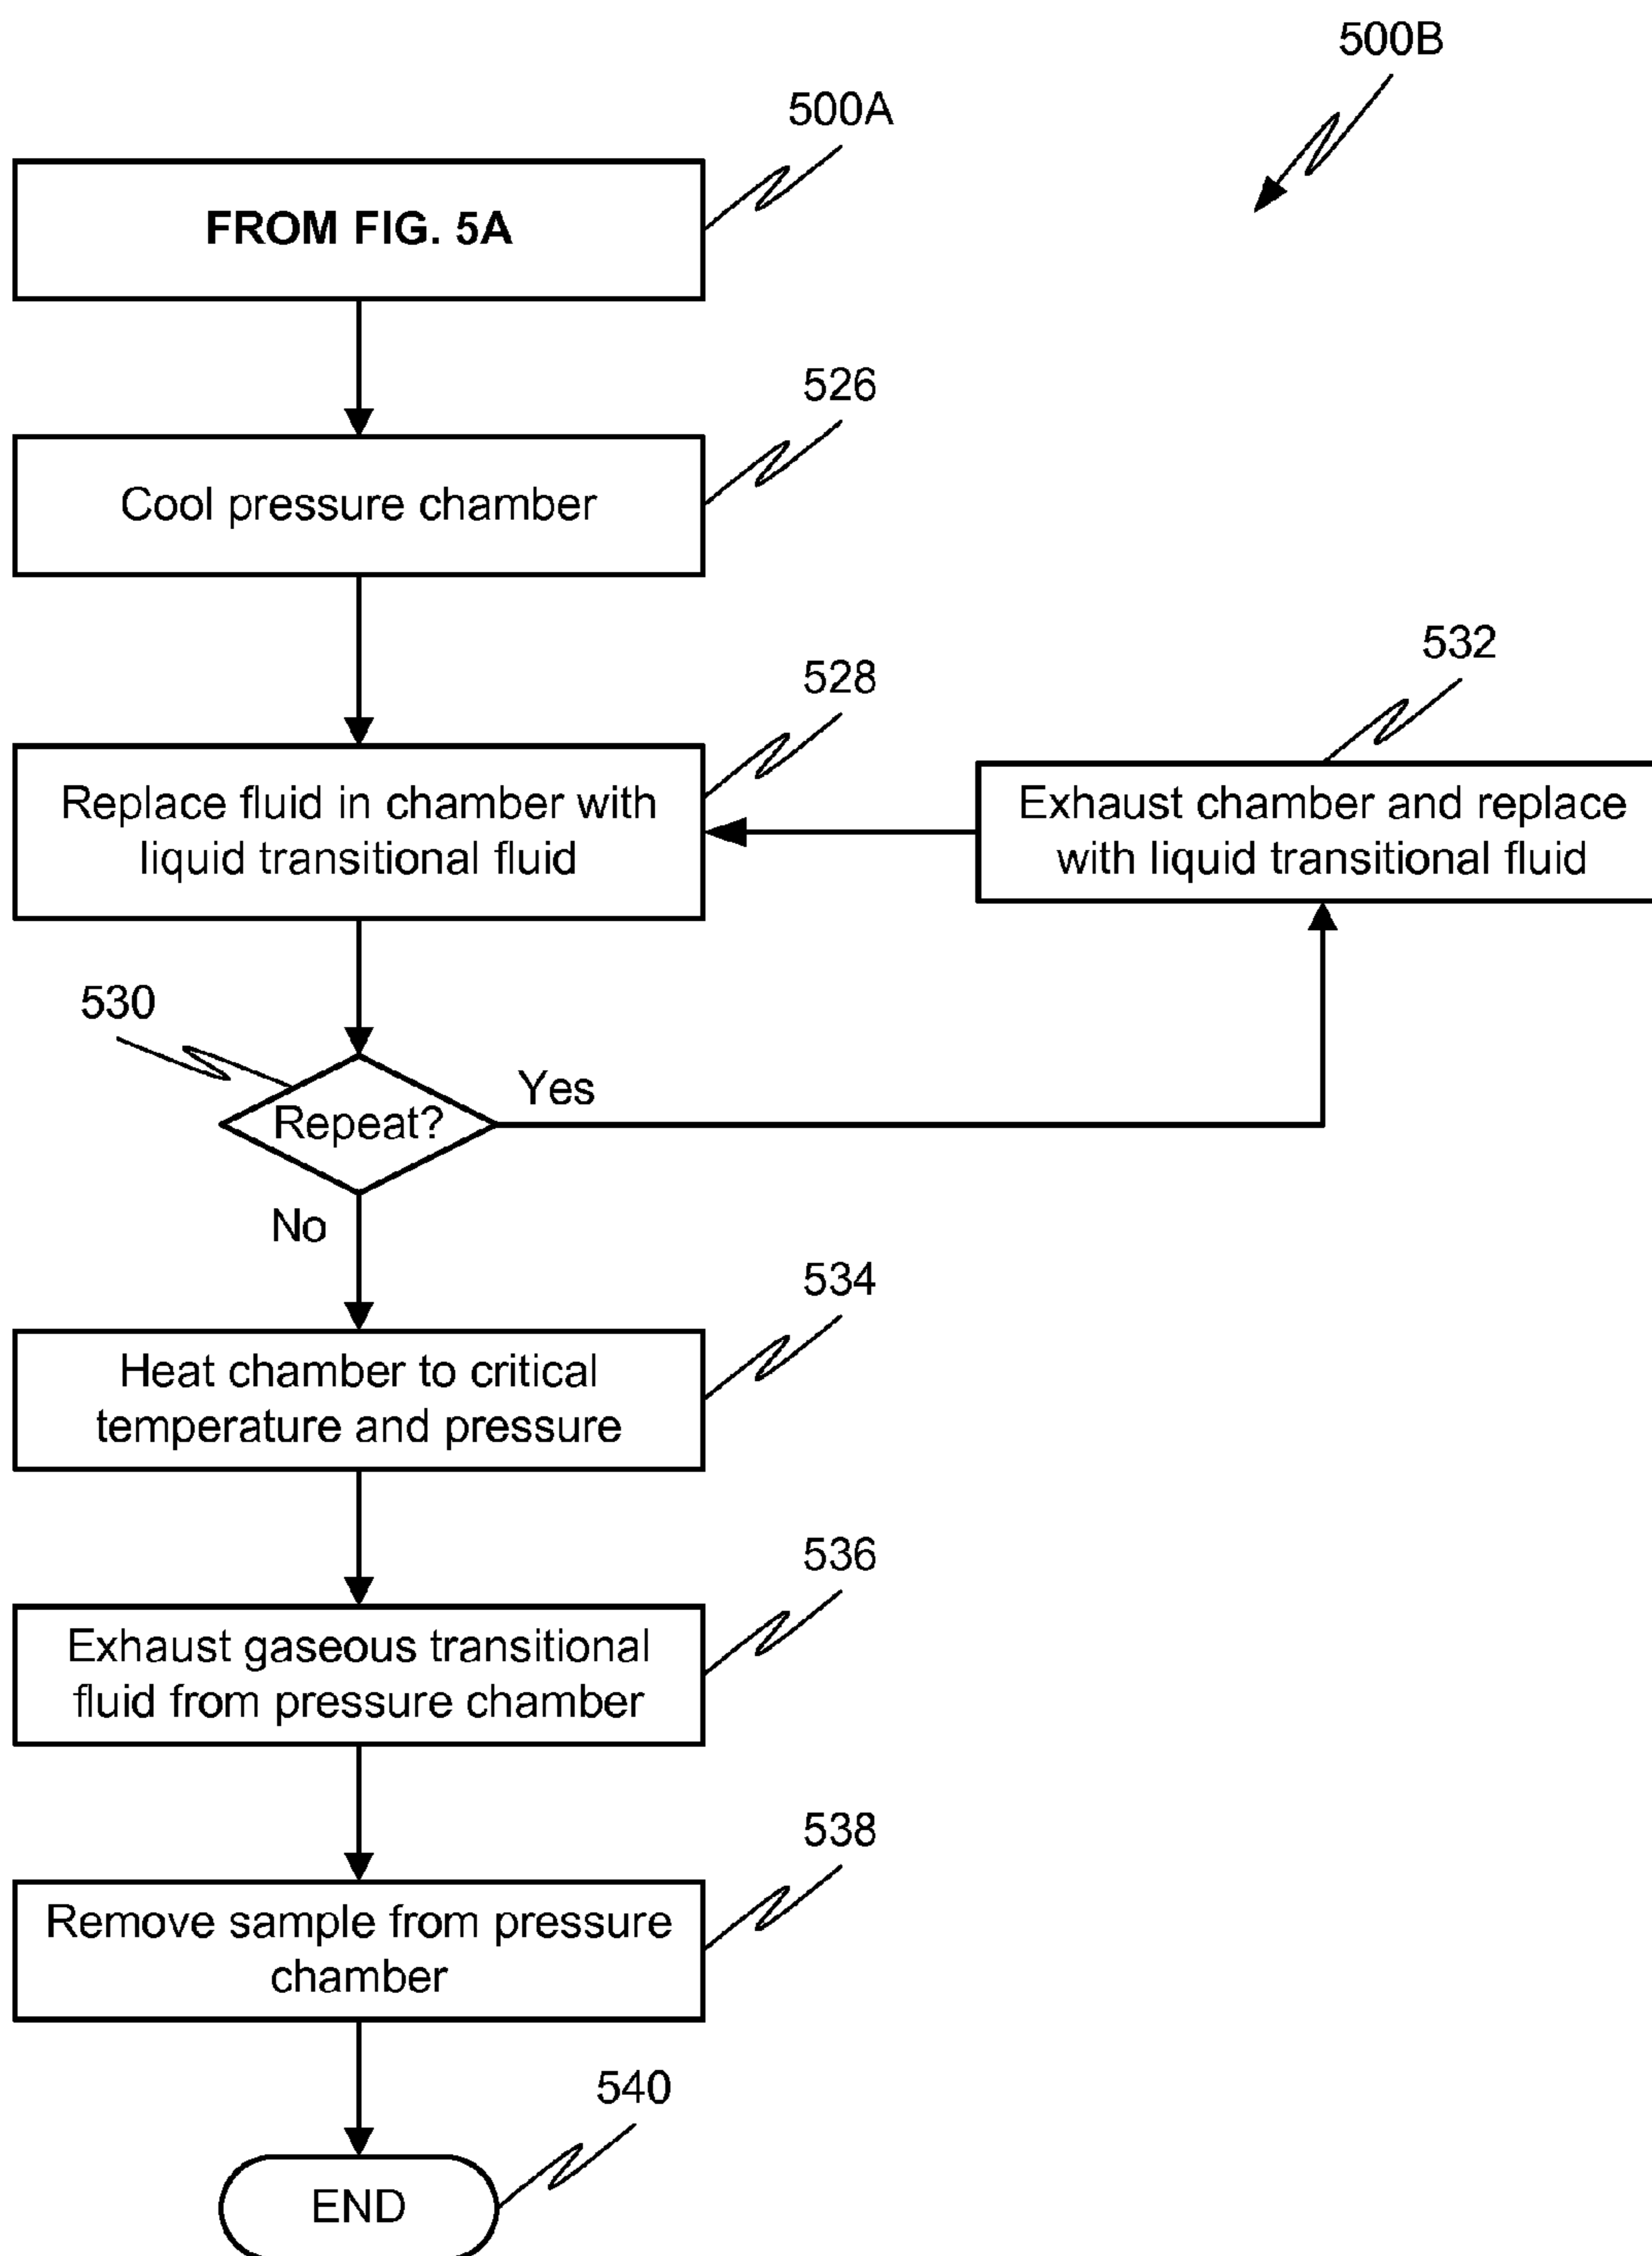 500B
500A
FROM FIG. 5A
526
Cool pressure chamber
528
Replace fluid in chamber with
liquid transitional fluid
532
Exhaust chamber and replace
with liquid transitional fluid
530
Repeat?
Yes
No
534
Heat chamber to critical
temperature and pressure
536
Exhaust gaseous transitional
fluid from pressure chamber
538
Remove sample from pressure
chamber
540
END